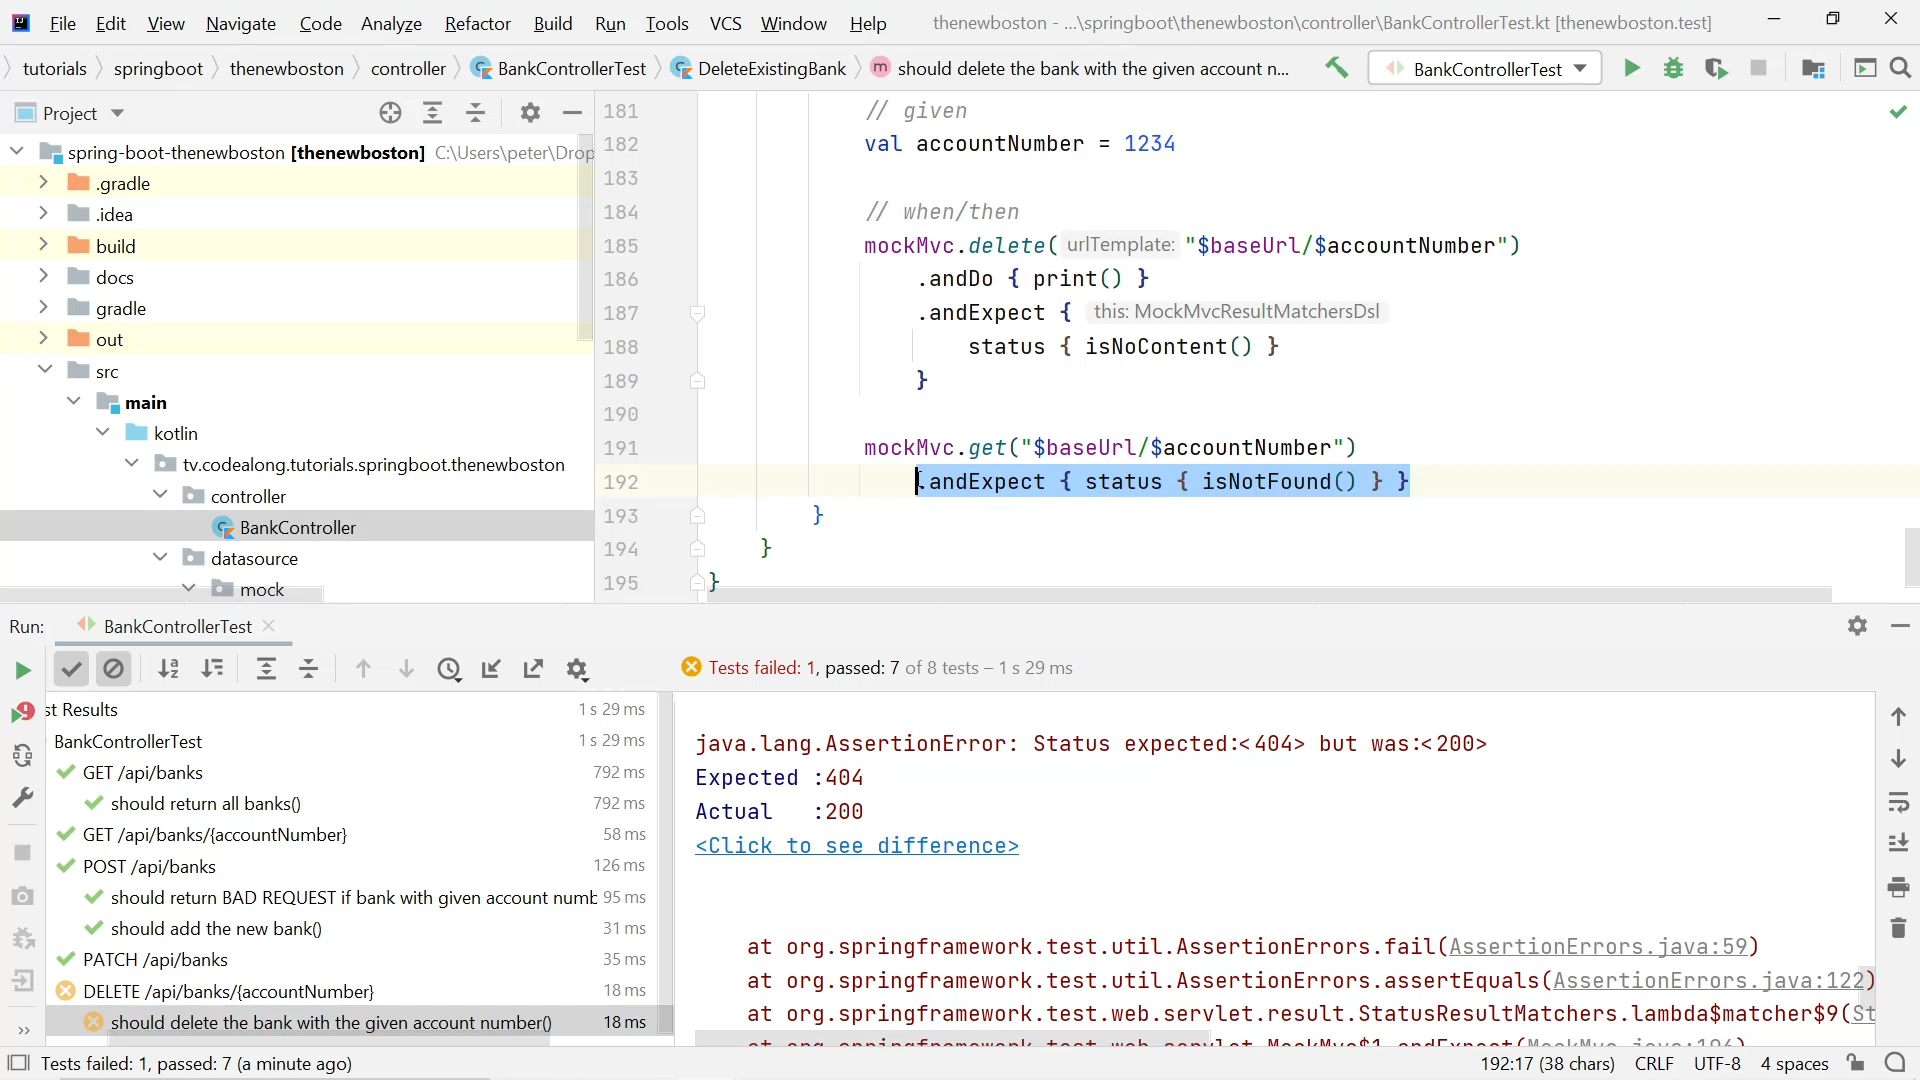 File Edit View Navigate Code Analyze Refactor Build Run Tools VCS Window Help thenewboston - ...\springboot\thenewboston\controller\BankControllerTest.kt [thenewboston.test]
tutorials springboot thenewboston controller BankControllerTest DeleteExistingBank m should delete the bank with the given account n... BankControllerTest
Project
spring-boot-thenewboston [thenewboston] C:\Users\peter\Drop
.gradle
.idea
build
docs
gradle
out
src
main
kotlin
tv.codealong.tutorials.springboot.thenewboston
controller
BankController
datasource
mock
181 // given
182 val accountNumber = 1234
183
184 // when/then
185 mockMvc.delete( urlTemplate: "$baseUrl/$accountNumber")
186 .andDo { print() }
187 .andExpect { this: MockMvcResultMatchersDsl
188 status { isNoContent() }
189 }
190
191 mockMvc.get("$baseUrl/$accountNumber")
192 .andExpect { status { isNotFound() } }
193 }
194 }
195 }
Run: BankControllerTest
Tests failed: 1, passed: 7 of 8 tests – 1 s 29 ms
st Results 1 s 29 ms
BankControllerTest 1 s 29 ms
GET /api/banks 792 ms
should return all banks() 792 ms
GET /api/banks/{accountNumber} 58 ms
POST /api/banks 126 ms
should return BAD REQUEST if bank with given account numb 95 ms
should add the new bank() 31 ms
PATCH /api/banks 35 ms
DELETE /api/banks/{accountNumber} 18 ms
should delete the bank with the given account number() 18 ms
java.lang.AssertionError: Status expected:<404> but was:<200>
Expected :404
Actual :200
<Click to see difference>
at org.springframework.test.util.AssertionErrors.fail(AssertionErrors.java:59)
at org.springframework.test.util.AssertionErrors.assertEquals(AssertionErrors.java:122)
at org.springframework.test.web.servlet.result.StatusResultMatchers.lambda$matcher$9(St
at org.springframework.test.web.servlet.MockMvc$1.andExpect(MockMvc.java:196)
Tests failed: 1, passed: 7 (a minute ago) 192:17 (38 chars) CRLF UTF-8 4 spaces